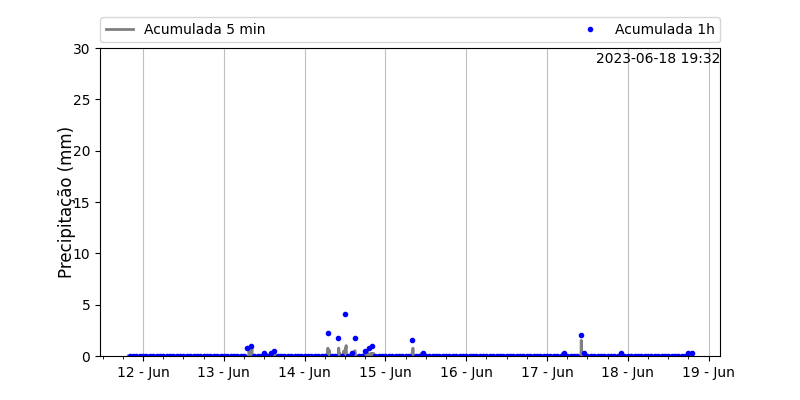 Acumulada 5 min
Acumulada 1h
2023-06-18 19:32
Precipitação (mm)
30
25
20
15
10
5
0
12 - Jun
13 - Jun
14 - Jun
15 - Jun
16 - Jun
17 - Jun
18 - Jun
19 - Jun